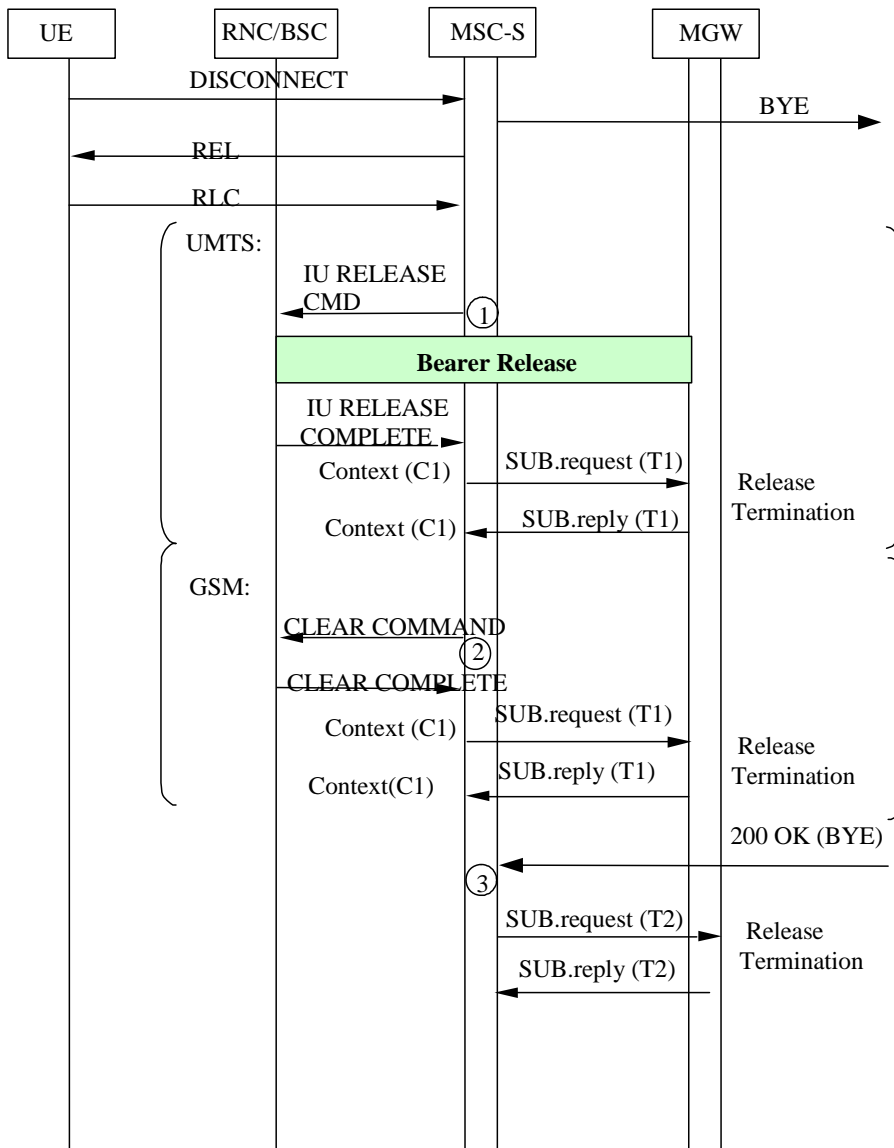 UE
RNC/BSC
MSC-S
MGW
DISCONNECT
BYE
REL
RLC
UMTS:
IU RELEASE
CMD
1
Bearer Release
IU RELEASE
COMPLETE
Context (C1)
SUB.request (T1)
Release
Termination
Context (C1)
SUB.reply (T1)
GSM:
CLEAR COMMAND
2
CLEAR COMPLETE
Context (C1)
SUB.request (T1)
Release
Termination
Context(C1)
SUB.reply (T1)
200 OK (BYE)
3
SUB.request (T2)
Release
Termination
SUB.reply (T2)